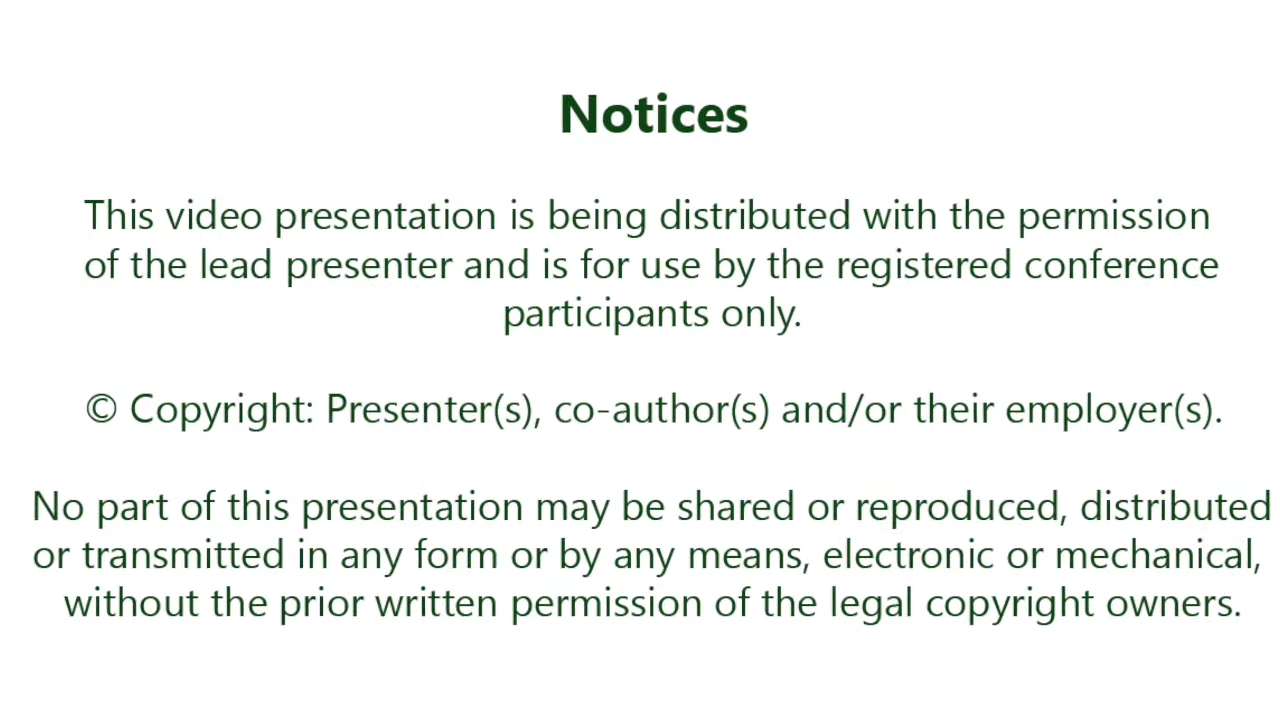 Notices
This video presentation is being distributed with the permission
of the lead presenter and is for use by the registered conference
participants only.
© Copyright: Presenter(s), co-author(s) and/or their employer(s).
No part of this presentation may be shared or reproduced, distributed
or transmitted in any form or by any means, electronic or mechanical,
without the prior written permission of the legal copyright owners.